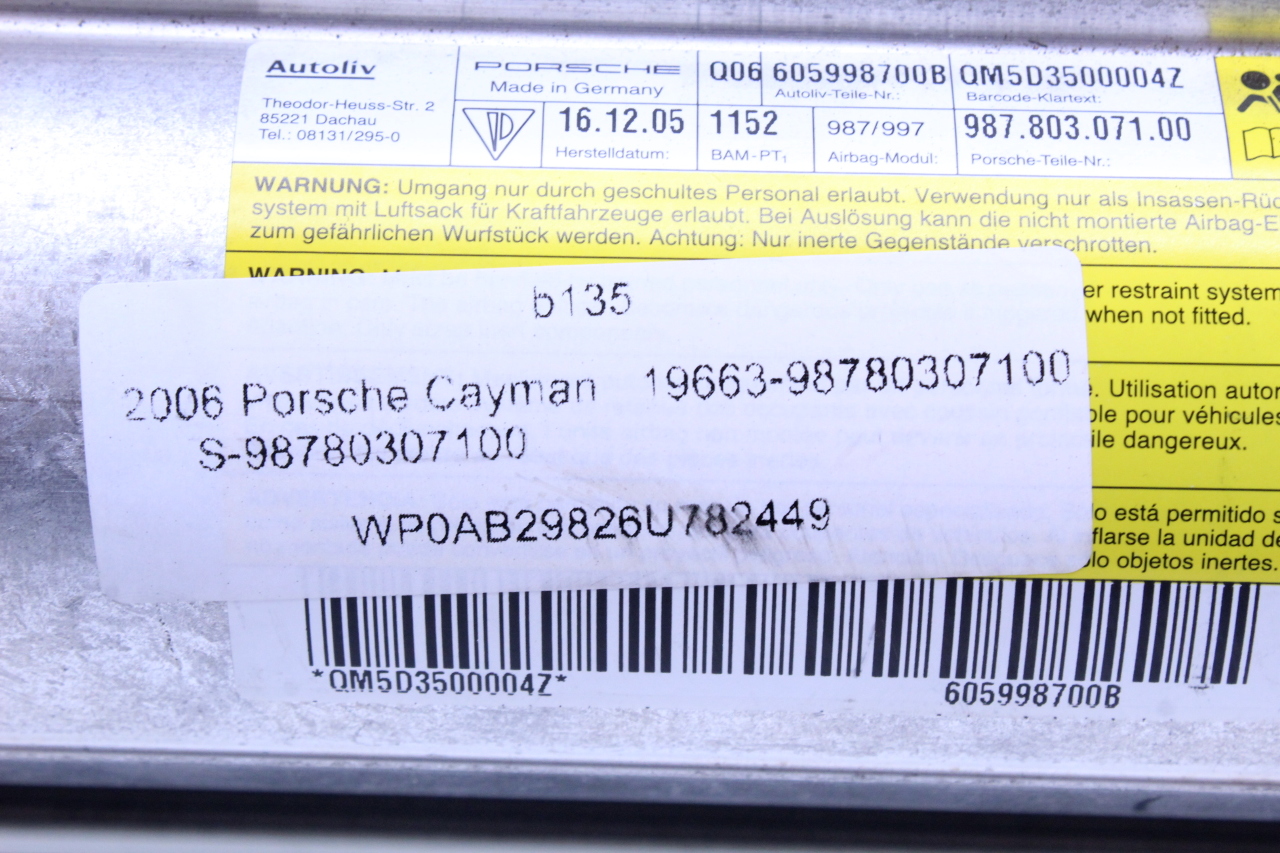 Autoliv
Theodor-Heuss-Str. 2
85221 Dachau
Tel.: 08131/295-0
PORSCHE
Made in Germany
16.12.05
Herstelldatum:
Q06 605998700B
Autoliv-Teile-Nr.:
QM5D3500004Z
Barcode-Klartext:
1152
BAM-PT₁
987/997
Airbag-Modul:
987.803.071.00
Porsche-Teile-Nr.:
WARNUNG: Umgang nur durch geschultes Personal erlaubt. Verwendung nur als Insassen-Rüc
system mit Luftsack für Kraftfahrzeuge erlaubt. Bei Auslösung kann die nicht montierte Airbag-E
zum gefährlichen Wurfstück werden. Achtung: Nur inerte Gegenstände verschrotten.
WARNING:
er restraint system
when not fitted.
. Utilisation autor
ble pour véhicules
ile dangereux.
está permitido s
flarse la unidad de
lo objetos inertes.
b135
2006 Porsche Cayman 19663-98780307100
S-98780307100
WP0AB29826U782449
*QM5D3500004Z*
605998700B